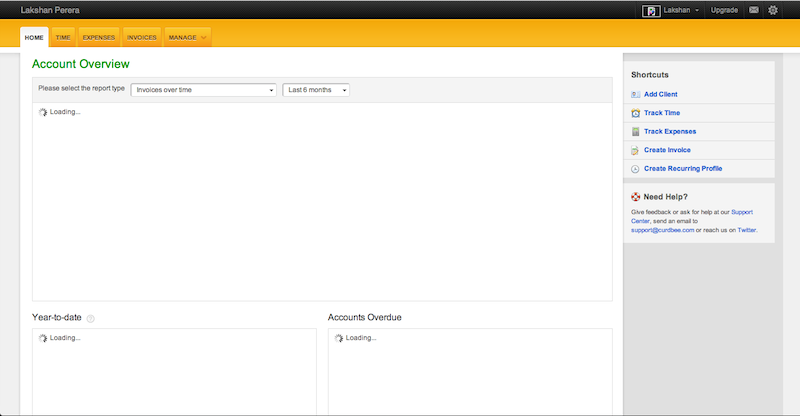 Lakshan Perera
Lakshan Upgrade
HOME TIME EXPENSES INVOICES MANAGE
Account Overview
Please select the report type Invoices over time Last 6 months
Loading...
Shortcuts
Add Client
Track Time
Track Expenses
Create Invoice
Create Recurring Profile
Need Help?
Give feedback or ask for help at our Support
Center, send an email to
support@curdbee.com or reach us on Twitter.
Year-to-date ?
Loading...
Accounts Overdue
Loading...